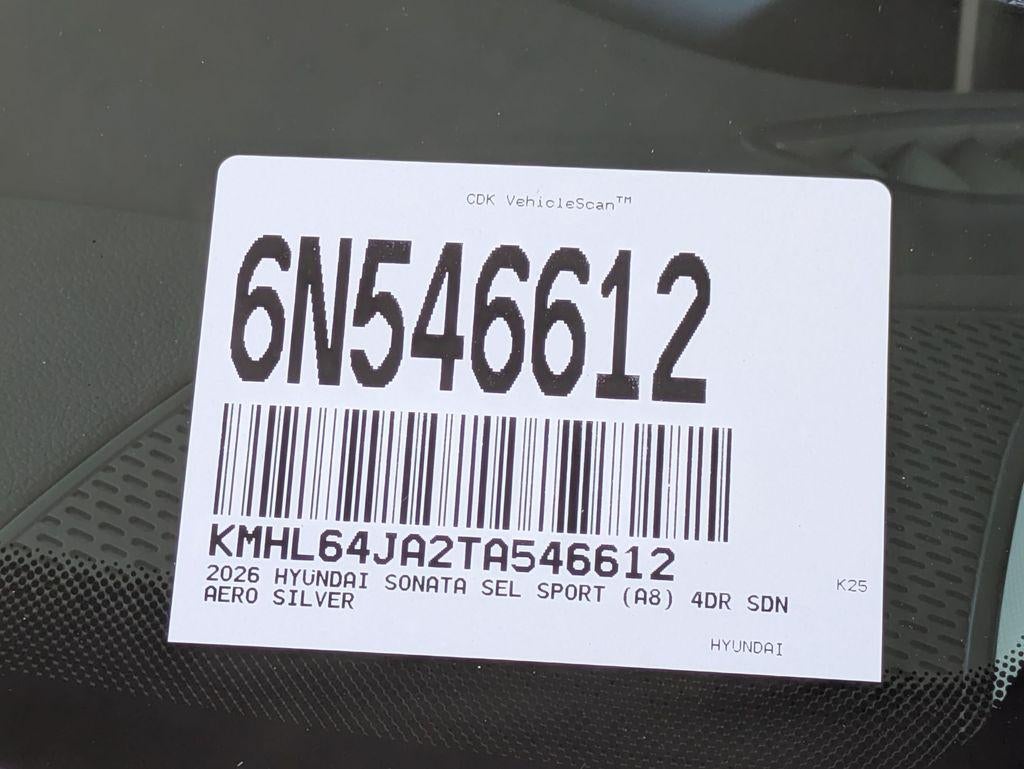 CDK VehicleScan™
6N546612
KMHL64JA2TA546612
2026 HYUNDAI SONATA SEL SPORT (A8) 4DR SDN
AERO SILVER
K25
HYUNDAI